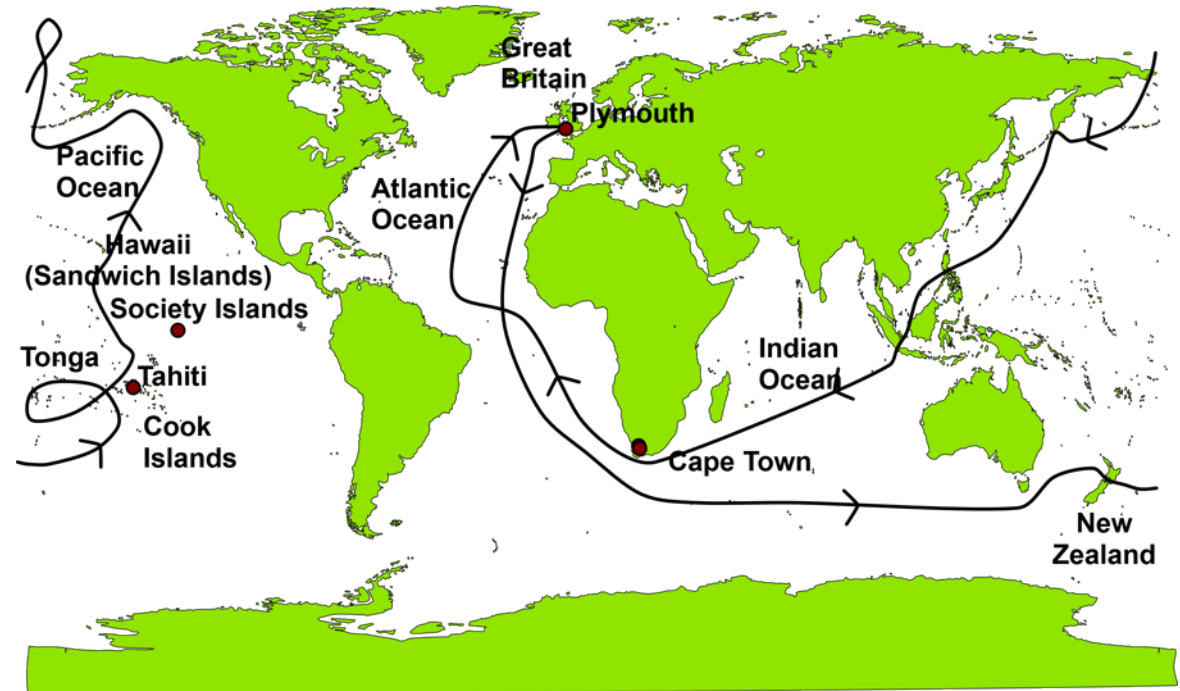 Great
Britain
Plymouth
Pacific
Ocean
Atlantic
Ocean
Hawaii
(Sandwich Islands)
Society Islands
Tonga
Tahiti
Indian
Ocean
Cook
Islands
Cape Town
New
Zealand